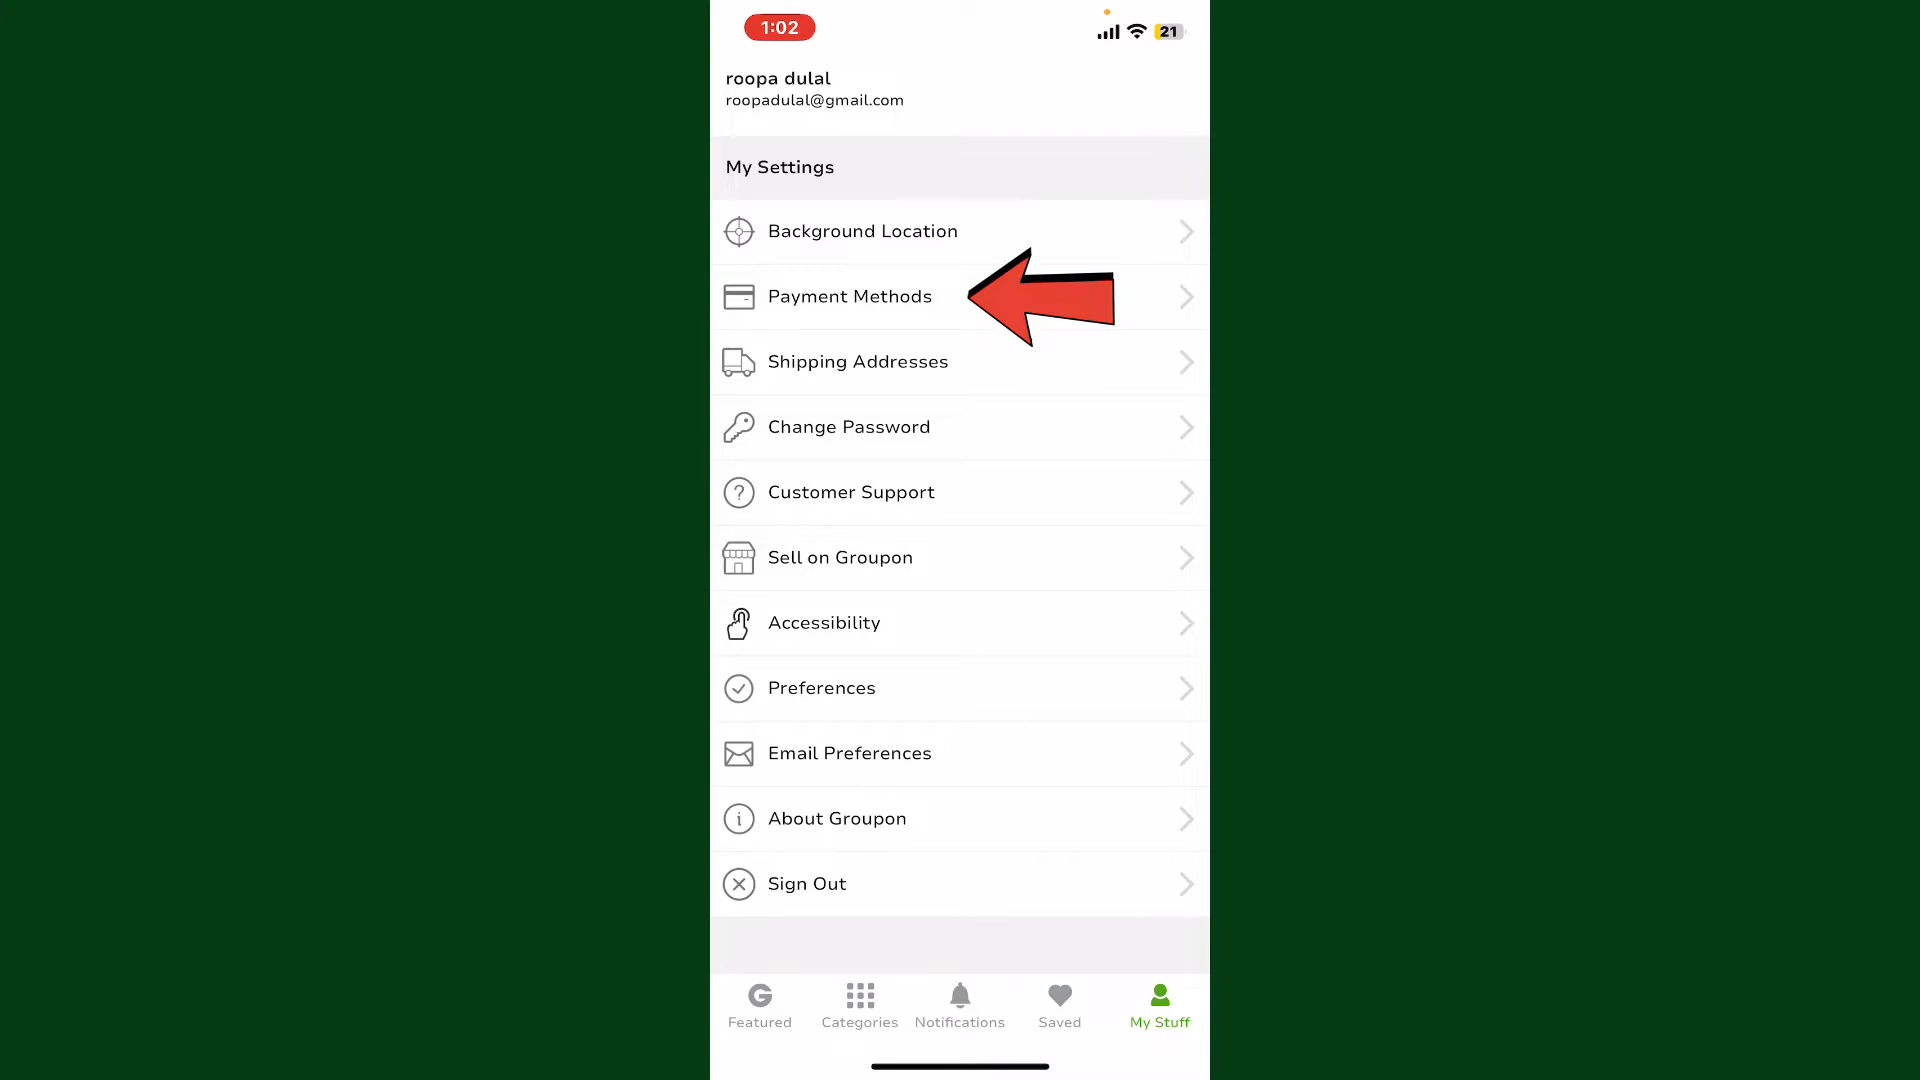 1:02
21
roopa dulal
roopadulal@gmail.com
My Settings
Background Location
Payment Methods
Shipping Addresses
Change Password
Customer Support
Sell on Groupon
Accessibility
Preferences
Email Preferences
About Groupon
Sign Out
Featured
Categories
Notifications
Saved
My Stuff